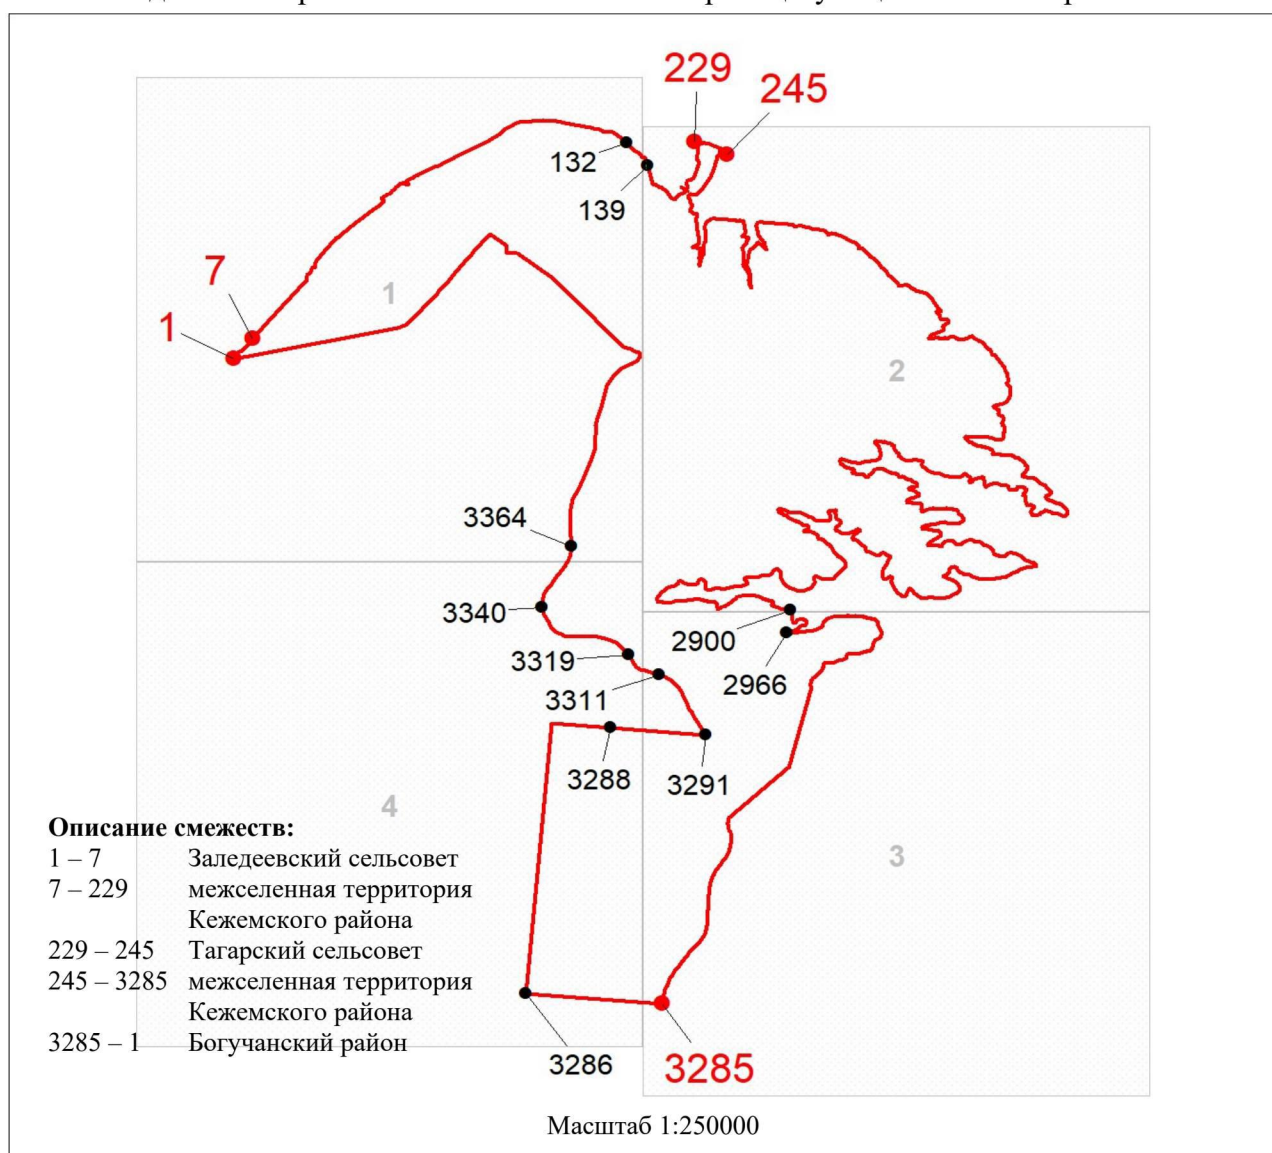 229
245
132
139
7
1
1
2
3364
3340
2900
3319
2966
3311
3288
3291
4
3
Описание смежеств:
1 – 7 Заледеевский сельсовет
7 – 229 межселенная территория
Кежемского района
229 – 245 Тагарский сельсовет
245 – 3285 межселенная территория
Кежемского района
3285 – 1 Богучанский район
3286
3285
Масштаб 1:250000